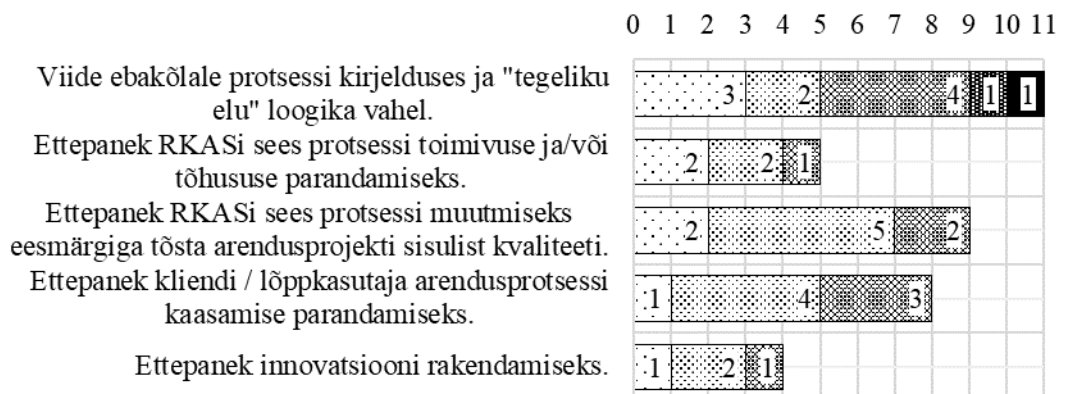 0 1 2 3 4 5 6 7 8 9 10 11
Viide ebakõlale protsessi kirjelduses ja "tegeliku
elu" loogika vahel.
3 2 4 1 1
Ettepanek RKASi sees protsessi toimivuse ja/või
tõhususe parandamiseks.
2 2 1
Ettepanek RKASi sees protsessi muutmiseks
eesmärgiga tõsta arendusprojekti sisulist kvaliteeti.
2 5 2
Ettepanek kliendi / lõppkasutaja arendusprotsessi
kaasamise parandamiseks.
1 4 3
Ettepanek innovatsiooni rakendamiseks.
1 2 1